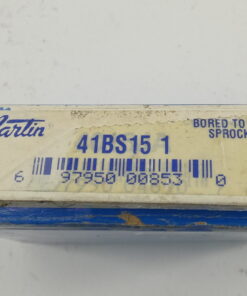 Martin
BORED TO
SPROCK
41BS15 1
6 97950 00853 0